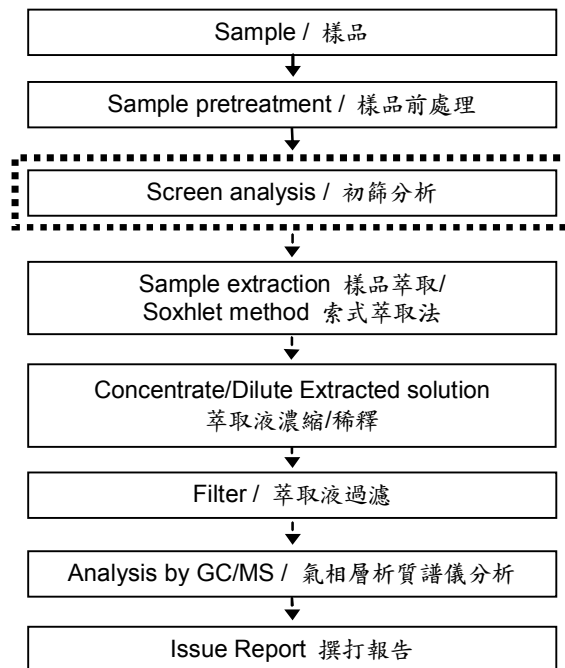 Sample / 樣品
Sample pretreatment / 樣品前處理
Screen analysis / 初篩分析
Sample extraction 樣品萃取/
Soxhlet method 索式萃取法
Concentrate/Dilute Extracted solution
萃取液濃縮/稀釋
Filter / 萃取液過濾
Analysis by GC/MS / 氣相層析質譜儀分析
Issue Report 撰打報告